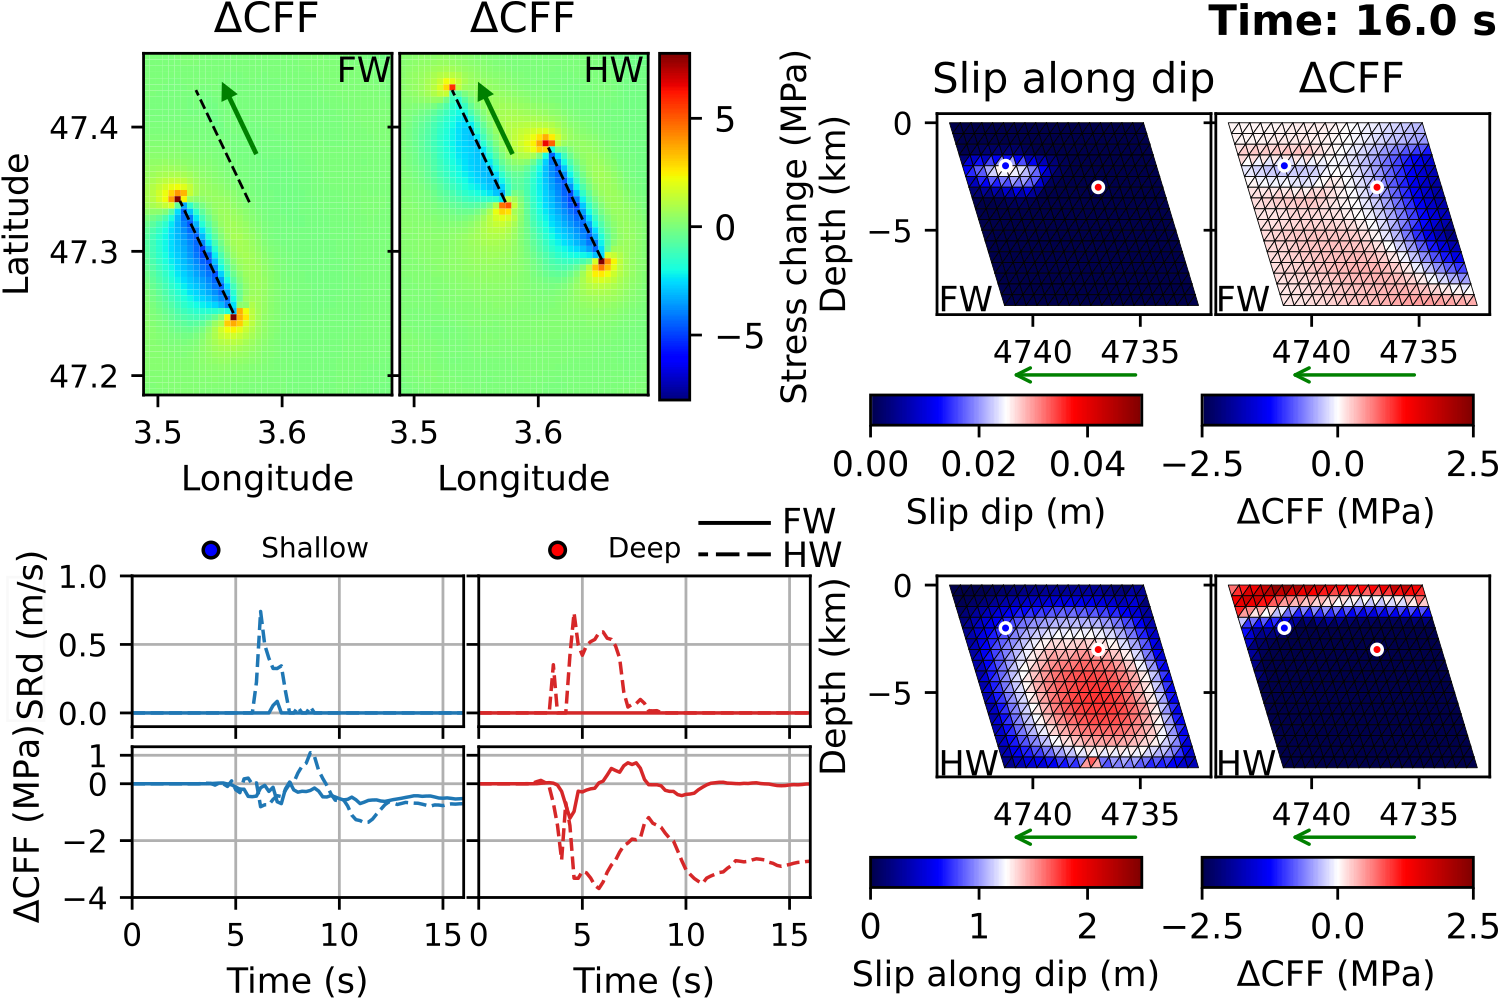 Time: 16.0 s
ΔCFF
ΔCFF
Slip along dip
ΔCFF
FW
HW
47.4
47.3
47.2
Latitude
3.5
3.6
3.5
3.6
Longitude
Longitude
5
0
−5
Stress change (MPa)
Depth (km)
0
−5
FW
FW
4740
4735
4740
4735
0.00
0.02
0.04
−2.5
0.0
2.5
Slip dip (m)
ΔCFF (MPa)
Shallow
Deep
FW
HW
SRd (m/s)
1.0
0.5
0.0
ΔCFF (MPa)
1
0
−2
−4
0
5
10
15
0
5
10
15
Time (s)
Time (s)
Depth (km)
0
−5
HW
HW
4740
4735
4740
4735
0
1
2
−2.5
0.0
2.5
Slip along dip (m)
ΔCFF (MPa)